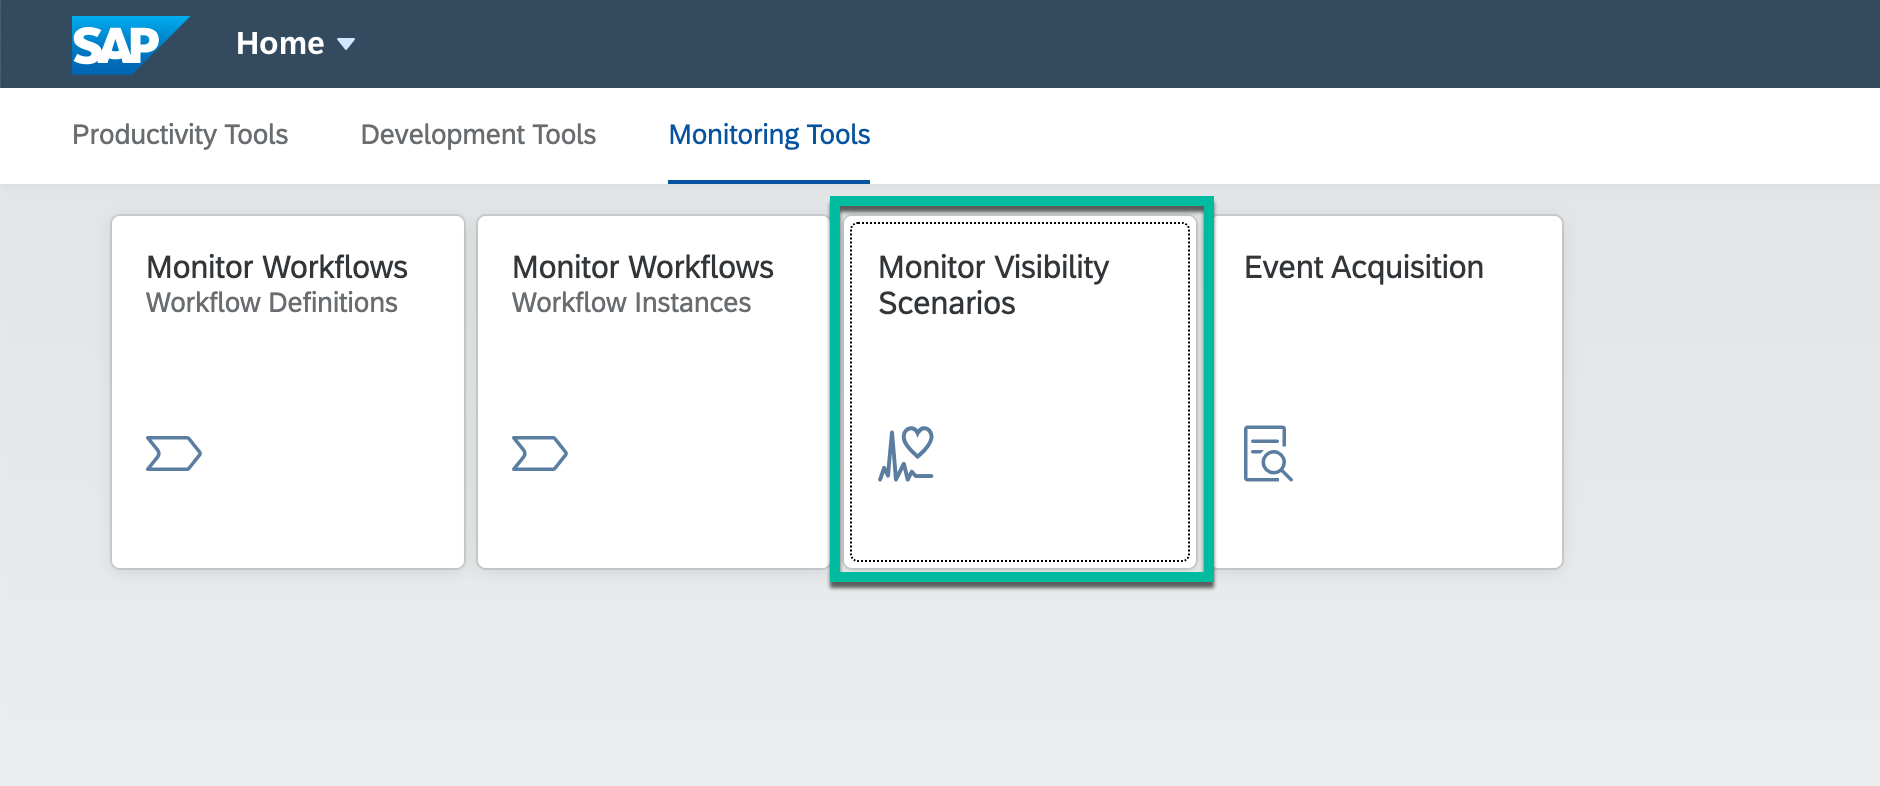 SAP
Home
Productivity Tools
Development Tools
Monitoring Tools
Monitor Workflows
Workflow Definitions
Monitor Workflows
Workflow Instances
Monitor Visibility
Scenarios
Event Acquisition